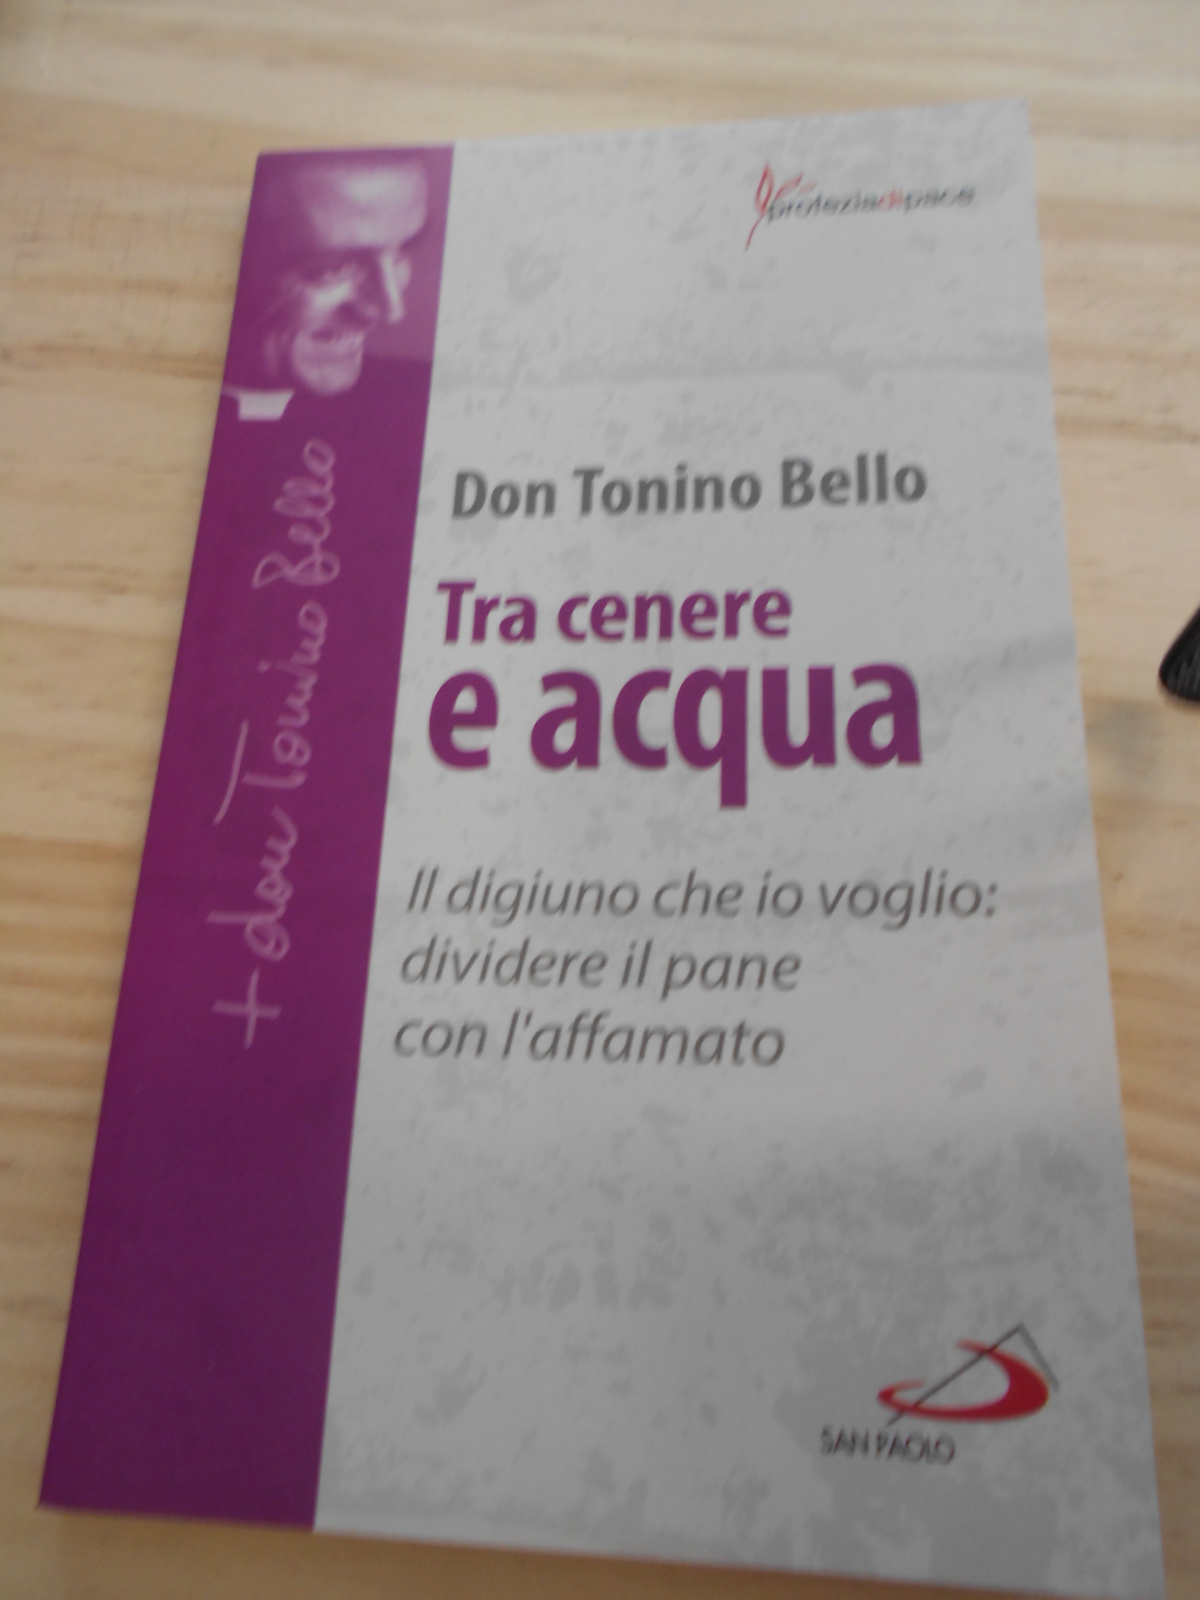 profeziadipace
Don Tonino Bello
Tra cenere
e acqua
Il digiuno che io voglio:
dividere il pane
con l'affamato
+ don Tonino Bello
SAN PAOLO